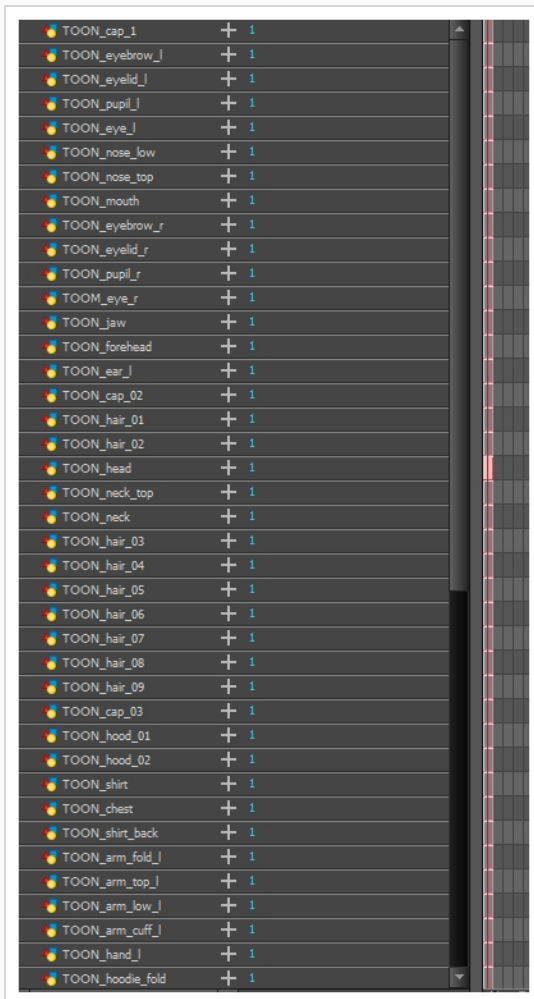 TOON_cap_1 1
TOON_eyebrow_l 1
TOON_eyelid_l 1
TOON_pupil_l 1
TOON_eye_l 1
TOON_nose_low 1
TOON_nose_top 1
TOON_mouth 1
TOON_eyebrow_r 1
TOON_eyelid_r 1
TOON_pupil_r 1
TOOM_eye_r 1
TOON_jaw 1
TOON_forehead 1
TOON_ear_l 1
TOON_cap_02 1
TOON_hair_01 1
TOON_hair_02 1
TOON_head 1
TOON_neck_top 1
TOON_neck 1
TOON_hair_03 1
TOON_hair_04 1
TOON_hair_05 1
TOON_hair_06 1
TOON_hair_07 1
TOON_hair_08 1
TOON_hair_09 1
TOON_cap_03 1
TOON_hood_01 1
TOON_hood_02 1
TOON_shirt 1
TOON_chest 1
TOON_shirt_back 1
TOON_arm_fold_l 1
TOON_arm_top_l 1
TOON_arm_low_l 1
TOON_arm_cuff_l 1
TOON_hand_l 1
TOON_hoodie_fold 1